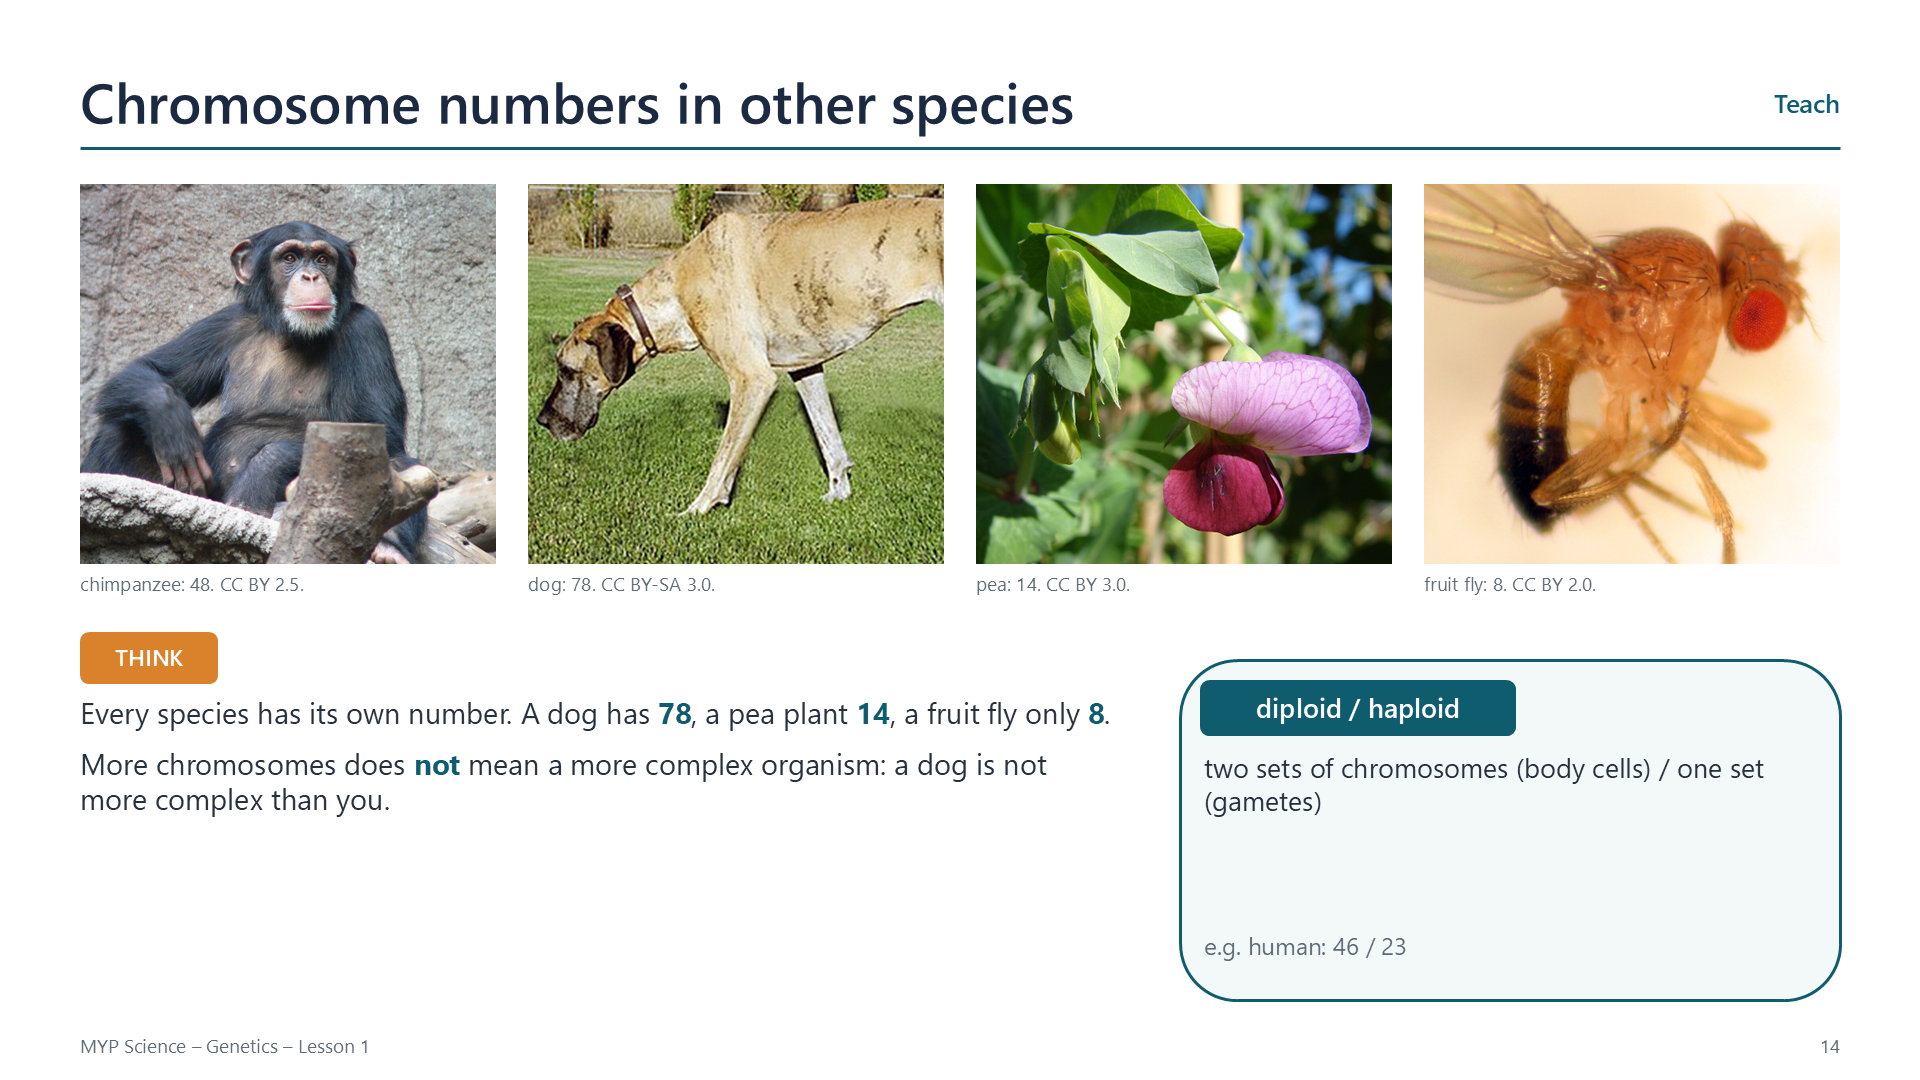 Chromosome numbers in other species
Teach
chimpanzee: 48. CC BY 2.5.
dog: 78. CC BY-SA 3.0.
pea: 14. CC BY 3.0.
fruit fly: 8. CC BY 2.0.
THINK
Every species has its own number. A dog has 78, a pea plant 14, a fruit fly only 8.
More chromosomes does not mean a more complex organism: a dog is not
more complex than you.
diploid / haploid
two sets of chromosomes (body cells) / one set
(gametes)
e.g. human: 46 / 23
MYP Science – Genetics – Lesson 1
14